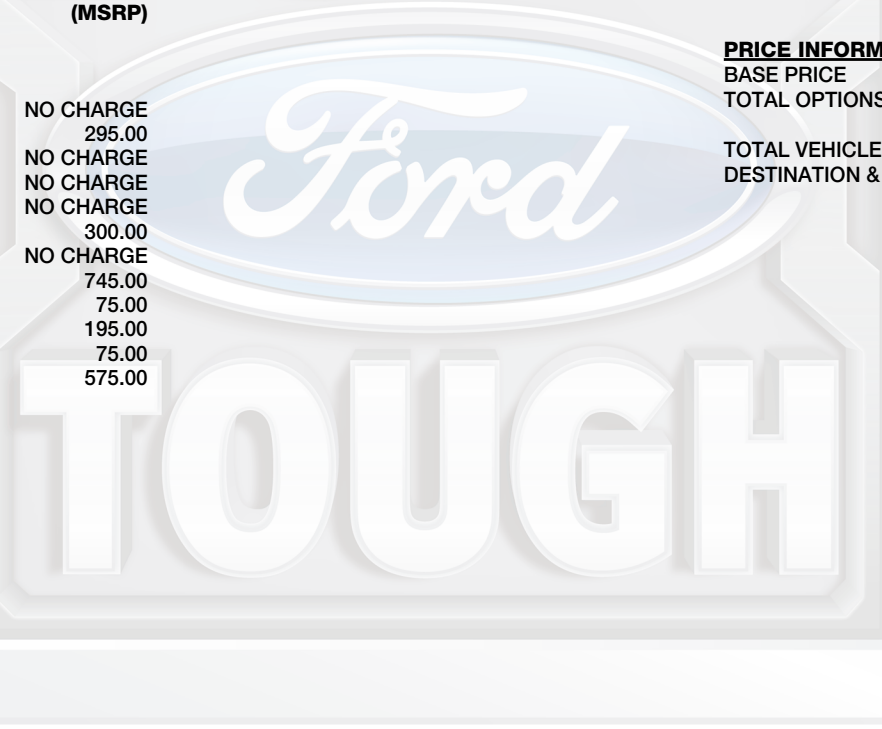 (MSRP)
NO CHARGE
295.00
NO CHARGE
NO CHARGE
NO CHARGE
300.00
NO CHARGE
745.00
75.00
195.00
75.00
575.00
PRICE INFORM
BASE PRICE
TOTAL OPTIONS
TOTAL VEHICLE
DESTINATION &
Ford
TOUGH